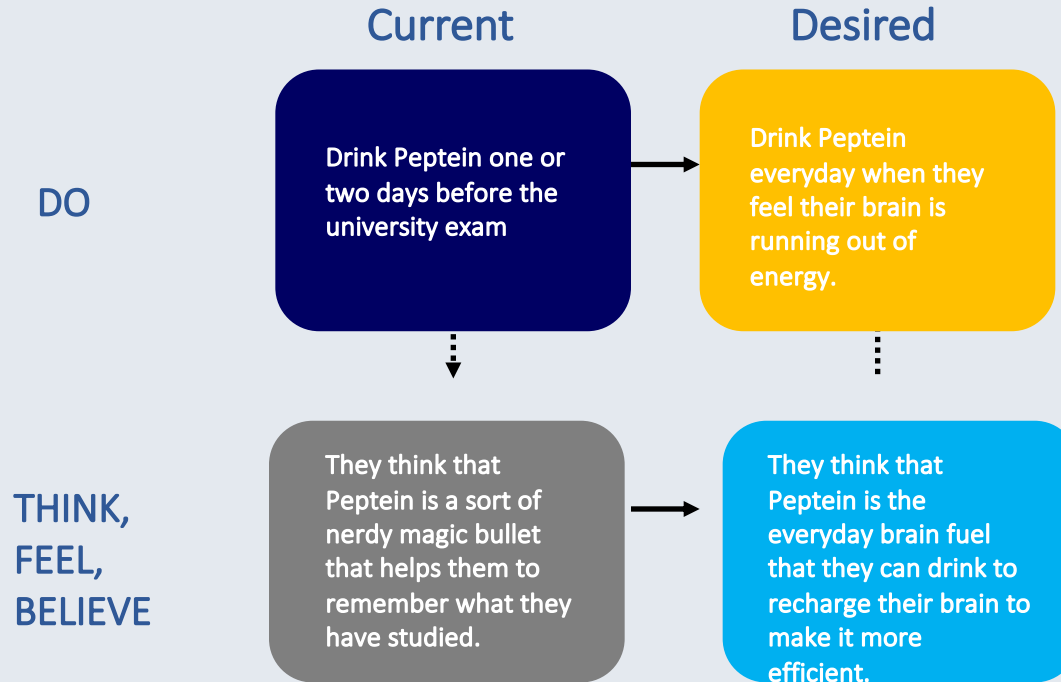 Current
Desired
DO
Drink Peptein one or
two days before the
university exam
Drink Peptein
everyday when they
feel their brain is
running out of
energy.
THINK,
FEEL,
BELIEVE
They think that
Peptein is a sort of
nerdy magic bullet
that helps them to
remember what they
have studied.
They think that
Peptein is the
everyday brain fuel
that they can drink to
recharge their brain to
make it more
efficient.